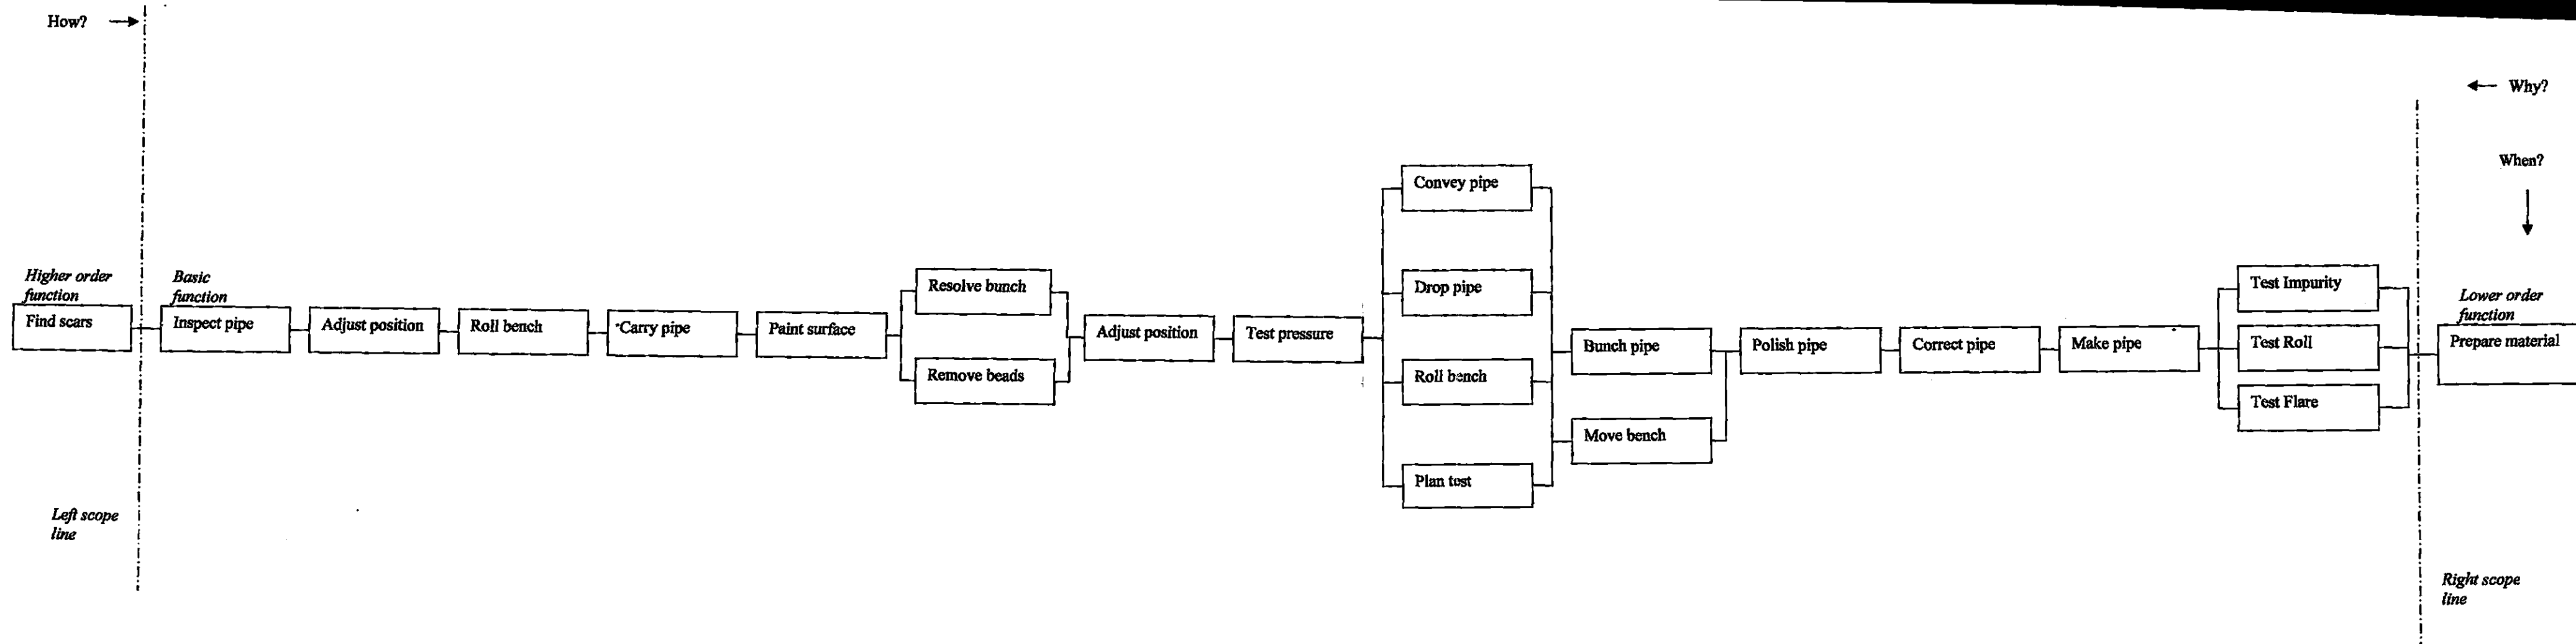 How?
Why?
When?
Higher order
function
Find scars
Basic
function
Inspect pipe
Adjust position
Roll bench
Carry pipe
Paint surface
Resolve bunch
Remove beads
Adjust position
Test pressure
Convey pipe
Drop pipe
Roll bench
Plan test
Bunch pipe
Move bench
Polish pipe
Correct pipe
Make pipe
Test Impurity
Test Roll
Test Flare
Lower order
function
Prepare material
Left scope
line
Right scope
line